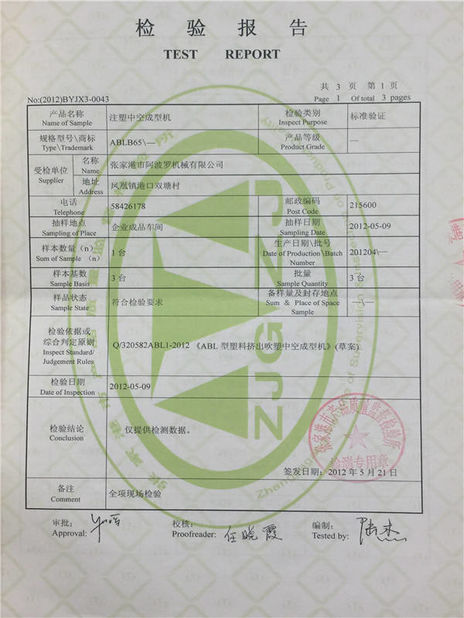 检 验 报 告
TEST REPORT
共 3 页 第 1 页
No:(2012)BYJX3-0043
Page 1 Of total 3 pages
产品名称 注塑中空成型机 检验类别 标准验证
Name of Sample Inspect Purpose
规格型号\商标 ABLB65\— 产品等级 —
Type\Trademark Product Grade
受检单位 名称 张家港市阿波罗机械有限公司
Supplier Name
地址 凤凰镇港口双塘村
Address
电话 58426178 邮政编码 215600
Telephone Post Code
抽样地点 企业成品车间 抽样日期 2012-05-09
Sampling of Place Sampling Date
样本数量（n） 1 台 生产日期\批号 201204\—
Sum of Sample （n） Date of Production\Batch Number
样本基数 3 台 批量 3 台
Sample Basis Sample Quantity
样品状态 符合检验要求 备样量及封存地点
Sample State Sum & Place of Space Sample
检验依据或
综合判定原则 Q/320582ABL1-2012 《ABL 型塑料挤出吹塑中空成型机》(草案)
Inspect Standard/
Judgement Rules
检验日期 2012-05-09
Date of Inspection
检验结论 仅提供检测数据。
Conclusion
检测专用章
签发日期：2012 年 5 月 21 日
备注 全项现场检验
Comment
审批: 校核: 编制:
Approval: Proofreader: 任晓霞 Tested by:
ZJGZJ